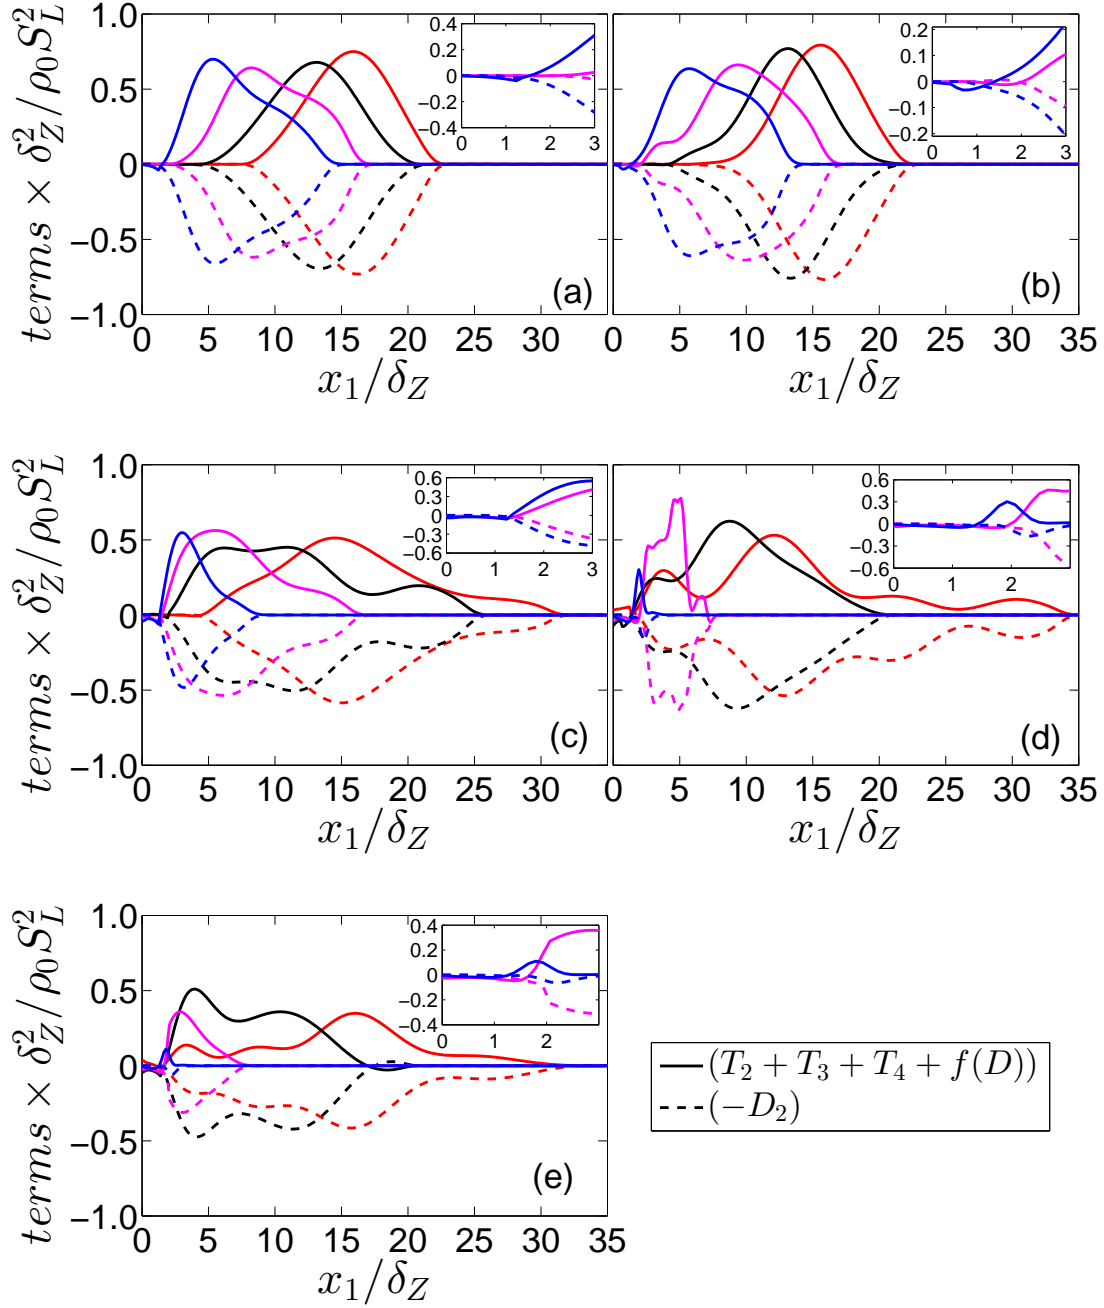 1.0
0.5
0
−0.5
−1.0
0.4
0.2
0
−0.2
−0.4
0 1 2 3
(a)
0 5 10 15 20 25 30
x_1/δ_Z
terms × δ_Z^2/ρ_0S_L^2
0.2
0.1
0
−0.1
−0.2
0 1 2 3
(b)
0 5 10 15 20 25 30 35
x_1/δ_Z
1.0
0.5
0
−0.5
−1.0
0.6
0.3
0
−0.3
−0.6
0 1 2 3
(c)
0 5 10 15 20 25 30
x_1/δ_Z
terms × δ_Z^2/ρ_0S_L^2
0.6
0.3
0
−0.3
−0.6
0 1 2
(d)
0 5 10 15 20 25 30 35
x_1/δ_Z
1.0
0.5
0
−0.5
−1.0
0.4
0.2
0
−0.2
−0.4
0 2
(e)
0 5 10 15 20 25 30 35
x_1/δ_Z
terms × δ_Z^2/ρ_0S_L^2
(T_2 + T_3 + T_4 + f(D))
(−D_2)